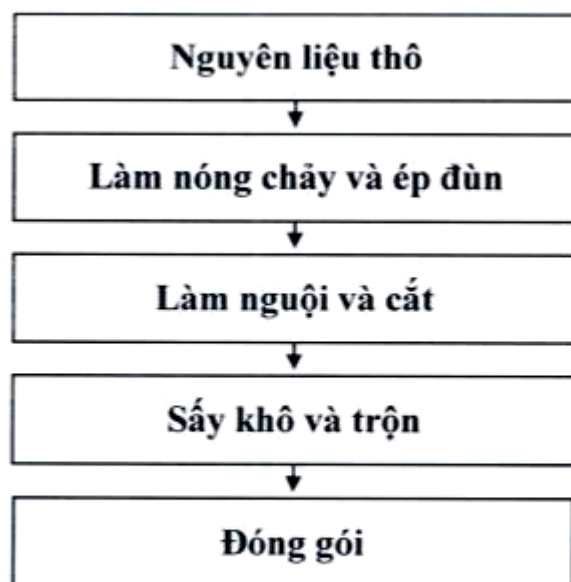 Nguyên liệu thô
Làm nóng chảy và ép đùn
Làm nguội và cắt
Sấy khô và trộn
Đóng gói